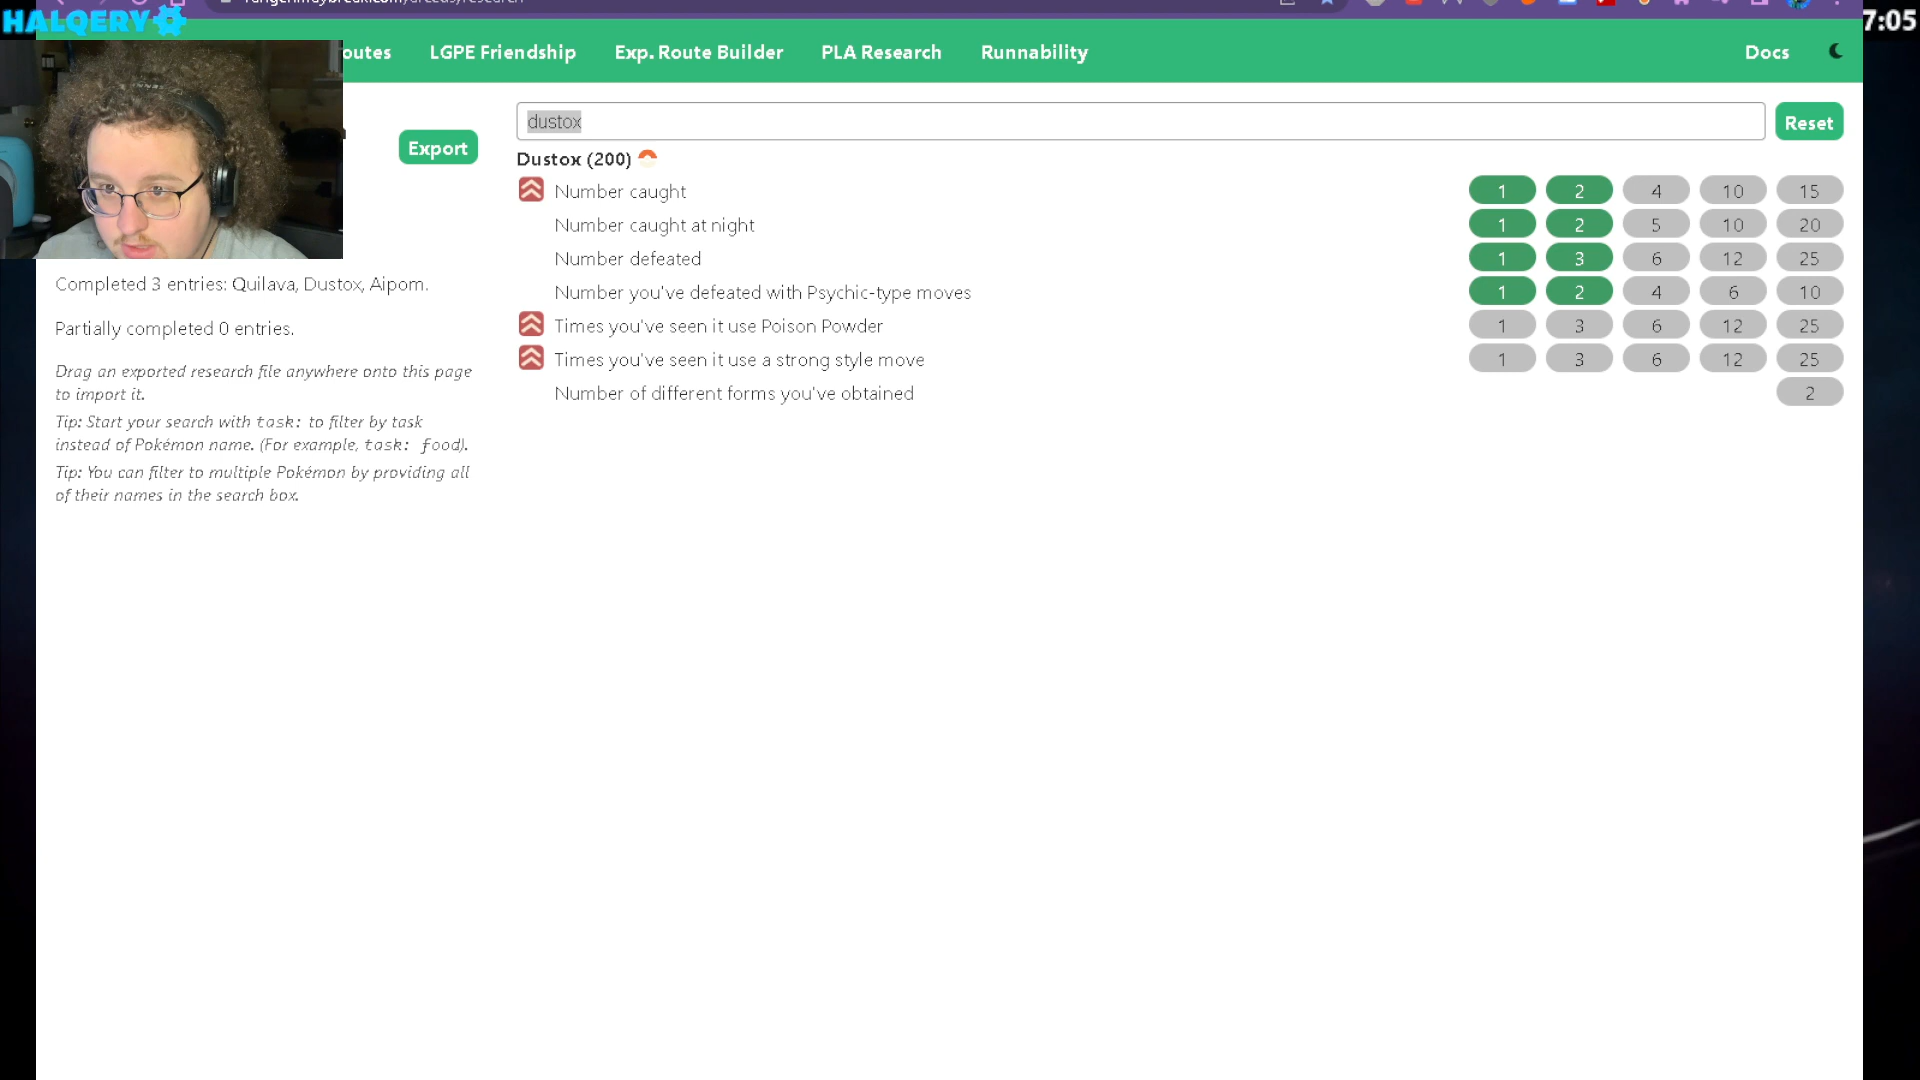 HALQERY
7:05
outes LGPE Friendship Exp. Route Builder PLA Research Runnability Docs
dustox Reset
Export
Dustox (200)
Number caught 1 2 4 10 15
Number caught at night 1 2 5 10 20
Number defeated 1 3 6 12 25
Number you've defeated with Psychic-type moves 1 2 4 6 10
Times you've seen it use Poison Powder 1 3 6 12 25
Times you've seen it use a strong style move 1 3 6 12 25
Number of different forms you've obtained 2
Completed 3 entries: Quilava, Dustox, Aipom.
Partially completed 0 entries.
Drag an exported research file anywhere onto this page
to import it.
Tip: Start your search with task: to filter by task
instead of Pokémon name. (For example, task: food).
Tip: You can filter to multiple Pokémon by providing all
of their names in the search box.